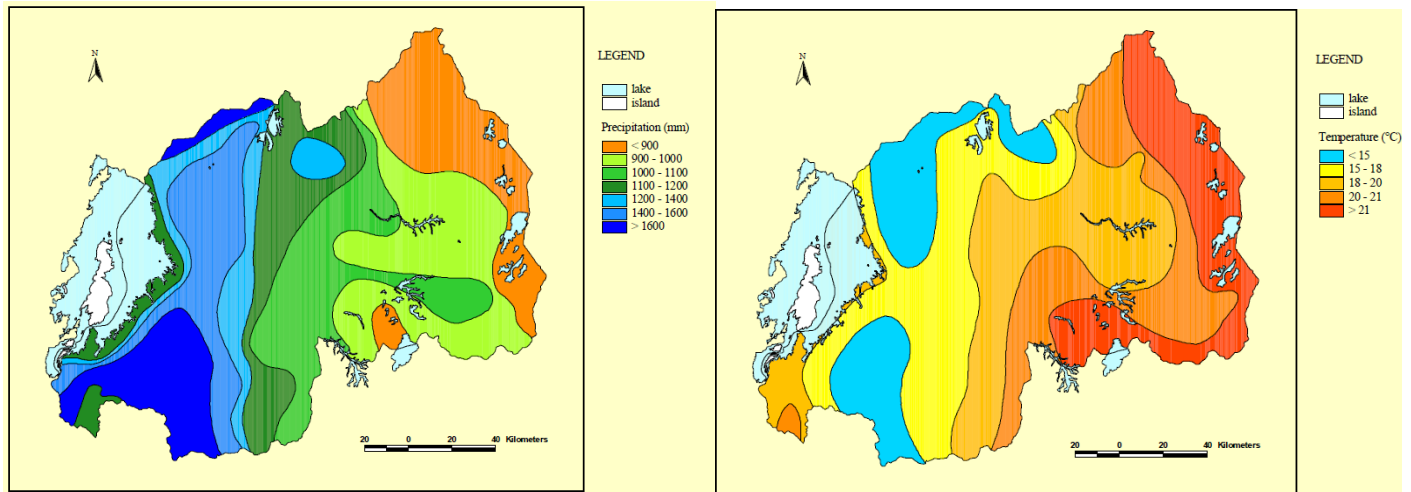 N
LEGEND
lake
island
Precipitation (mm)
< 900
900 - 1000
1000 - 1100
1100 - 1200
1200 - 1400
1400 - 1600
> 1600
20 0 20 40 Kilometers
N
LEGEND
lake
island
Temperature (°C)
< 15
15 - 18
18 - 20
20 - 21
> 21
20 0 20 40 Kilometers